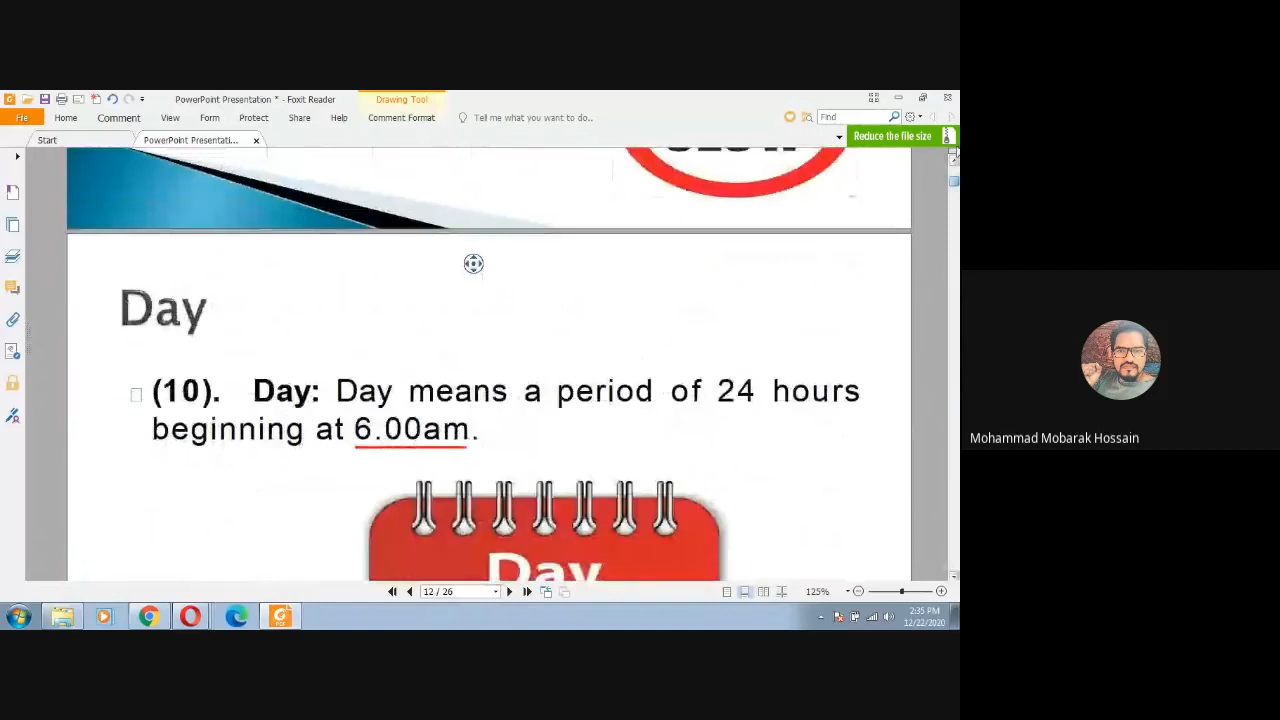 PowerPoint Presentation * - Foxit Reader
Drawing Tool
File Home Comment View Form Protect Share Help Comment Format Tell me what you want to do.. Find
Start PowerPoint Presentati... Reduce the file size
Day
(10). Day: Day means a period of 24 hours
beginning at 6.00am.
Day
12 / 26
125%
PDF
2:35 PM
12/22/2020
Mohammad Mobarak Hossain